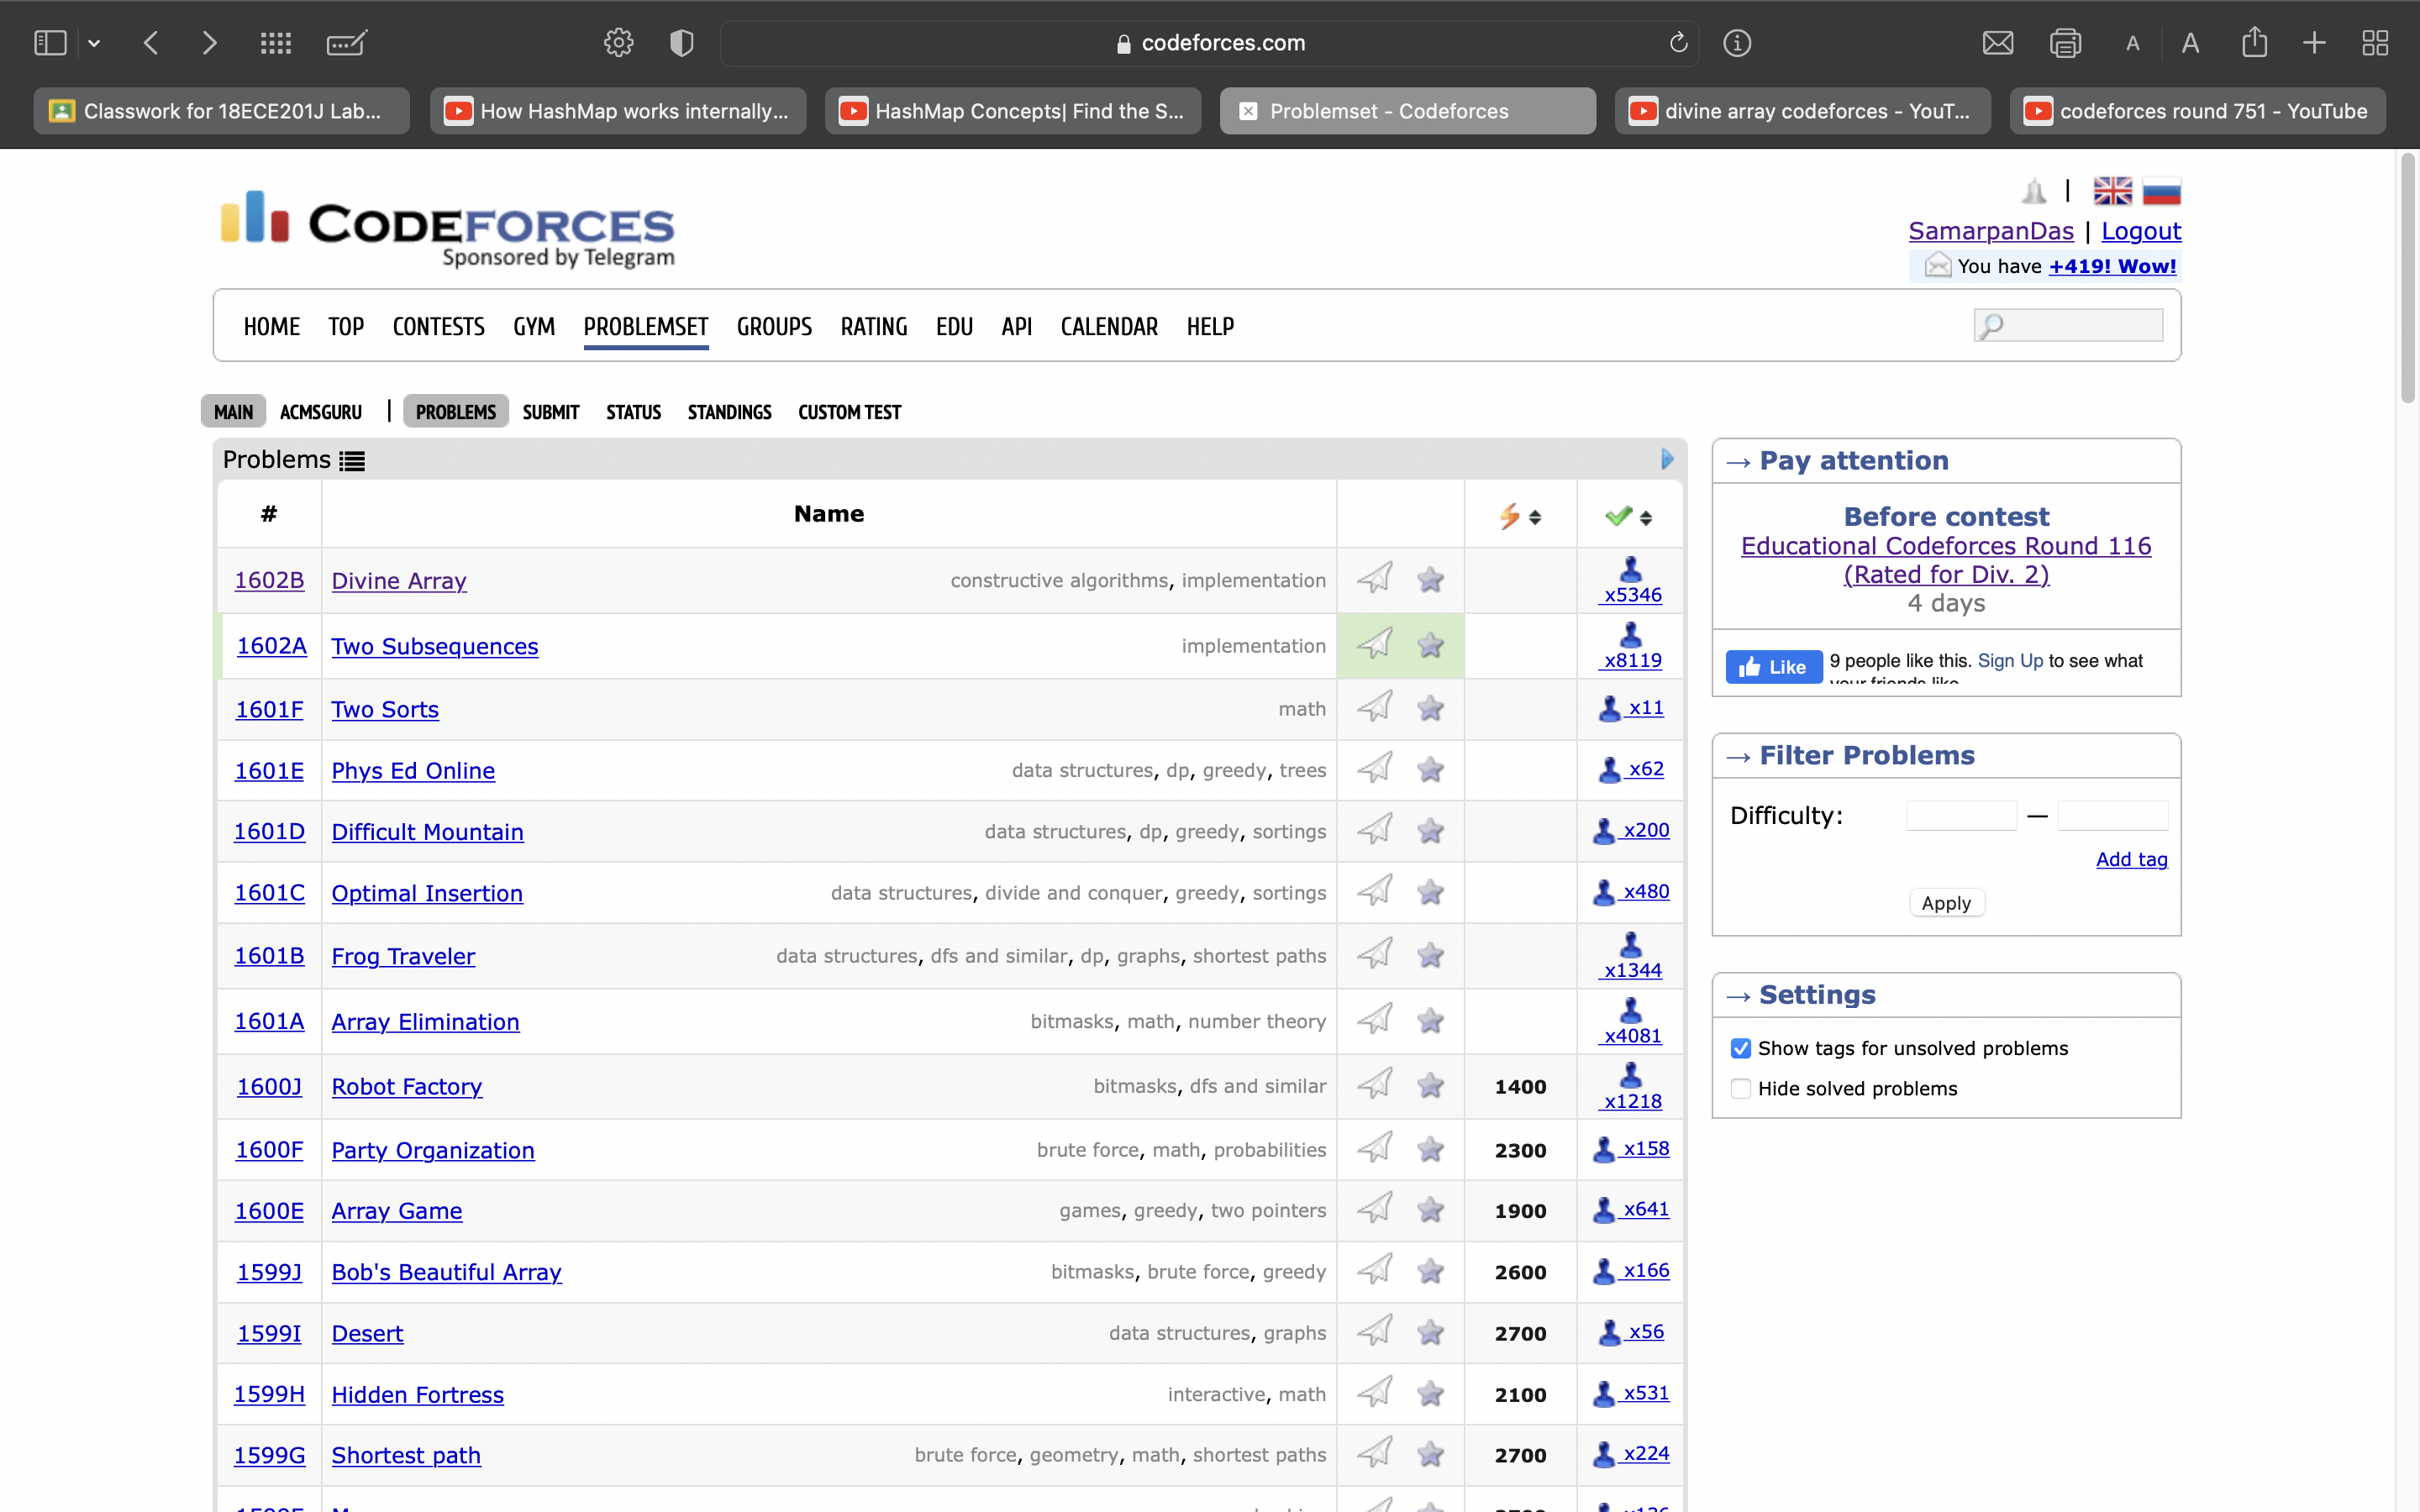 codeforces.com
A A
Classwork for 18ECE201J Lab...
How HashMap works internally...
HashMap Concepts| Find the S...
Problemset - Codeforces
divine array codeforces - YouT...
codeforces round 751 - YouTube
CODEFORCES
Sponsored by Telegram
|
SamarpanDas | Logout
You have +419! Wow!
HOME TOP CONTESTS GYM PROBLEMSET GROUPS RATING EDU API CALENDAR HELP
MAIN ACMSGURU | PROBLEMS SUBMIT STATUS STANDINGS CUSTOM TEST
Problems
# Name
1602B Divine Array constructive algorithms, implementation x5346
1602A Two Subsequences implementation x8119
1601F Two Sorts math x11
1601E Phys Ed Online data structures, dp, greedy, trees x62
1601D Difficult Mountain data structures, dp, greedy, sortings x200
1601C Optimal Insertion data structures, divide and conquer, greedy, sortings x480
1601B Frog Traveler data structures, dfs and similar, dp, graphs, shortest paths x1344
1601A Array Elimination bitmasks, math, number theory x4081
1600J Robot Factory bitmasks, dfs and similar 1400 x1218
1600F Party Organization brute force, math, probabilities 2300 x158
1600E Array Game games, greedy, two pointers 1900 x641
1599J Bob's Beautiful Array bitmasks, brute force, greedy 2600 x166
1599I Desert data structures, graphs 2700 x56
1599H Hidden Fortress interactive, math 2100 x531
1599G Shortest path brute force, geometry, math, shortest paths 2700 x224
→ Pay attention
Before contest
Educational Codeforces Round 116
(Rated for Div. 2)
4 days
Like 9 people like this. Sign Up to see what
your friends like
→ Filter Problems
Difficulty: —
Add tag
Apply
→ Settings
Show tags for unsolved problems
Hide solved problems